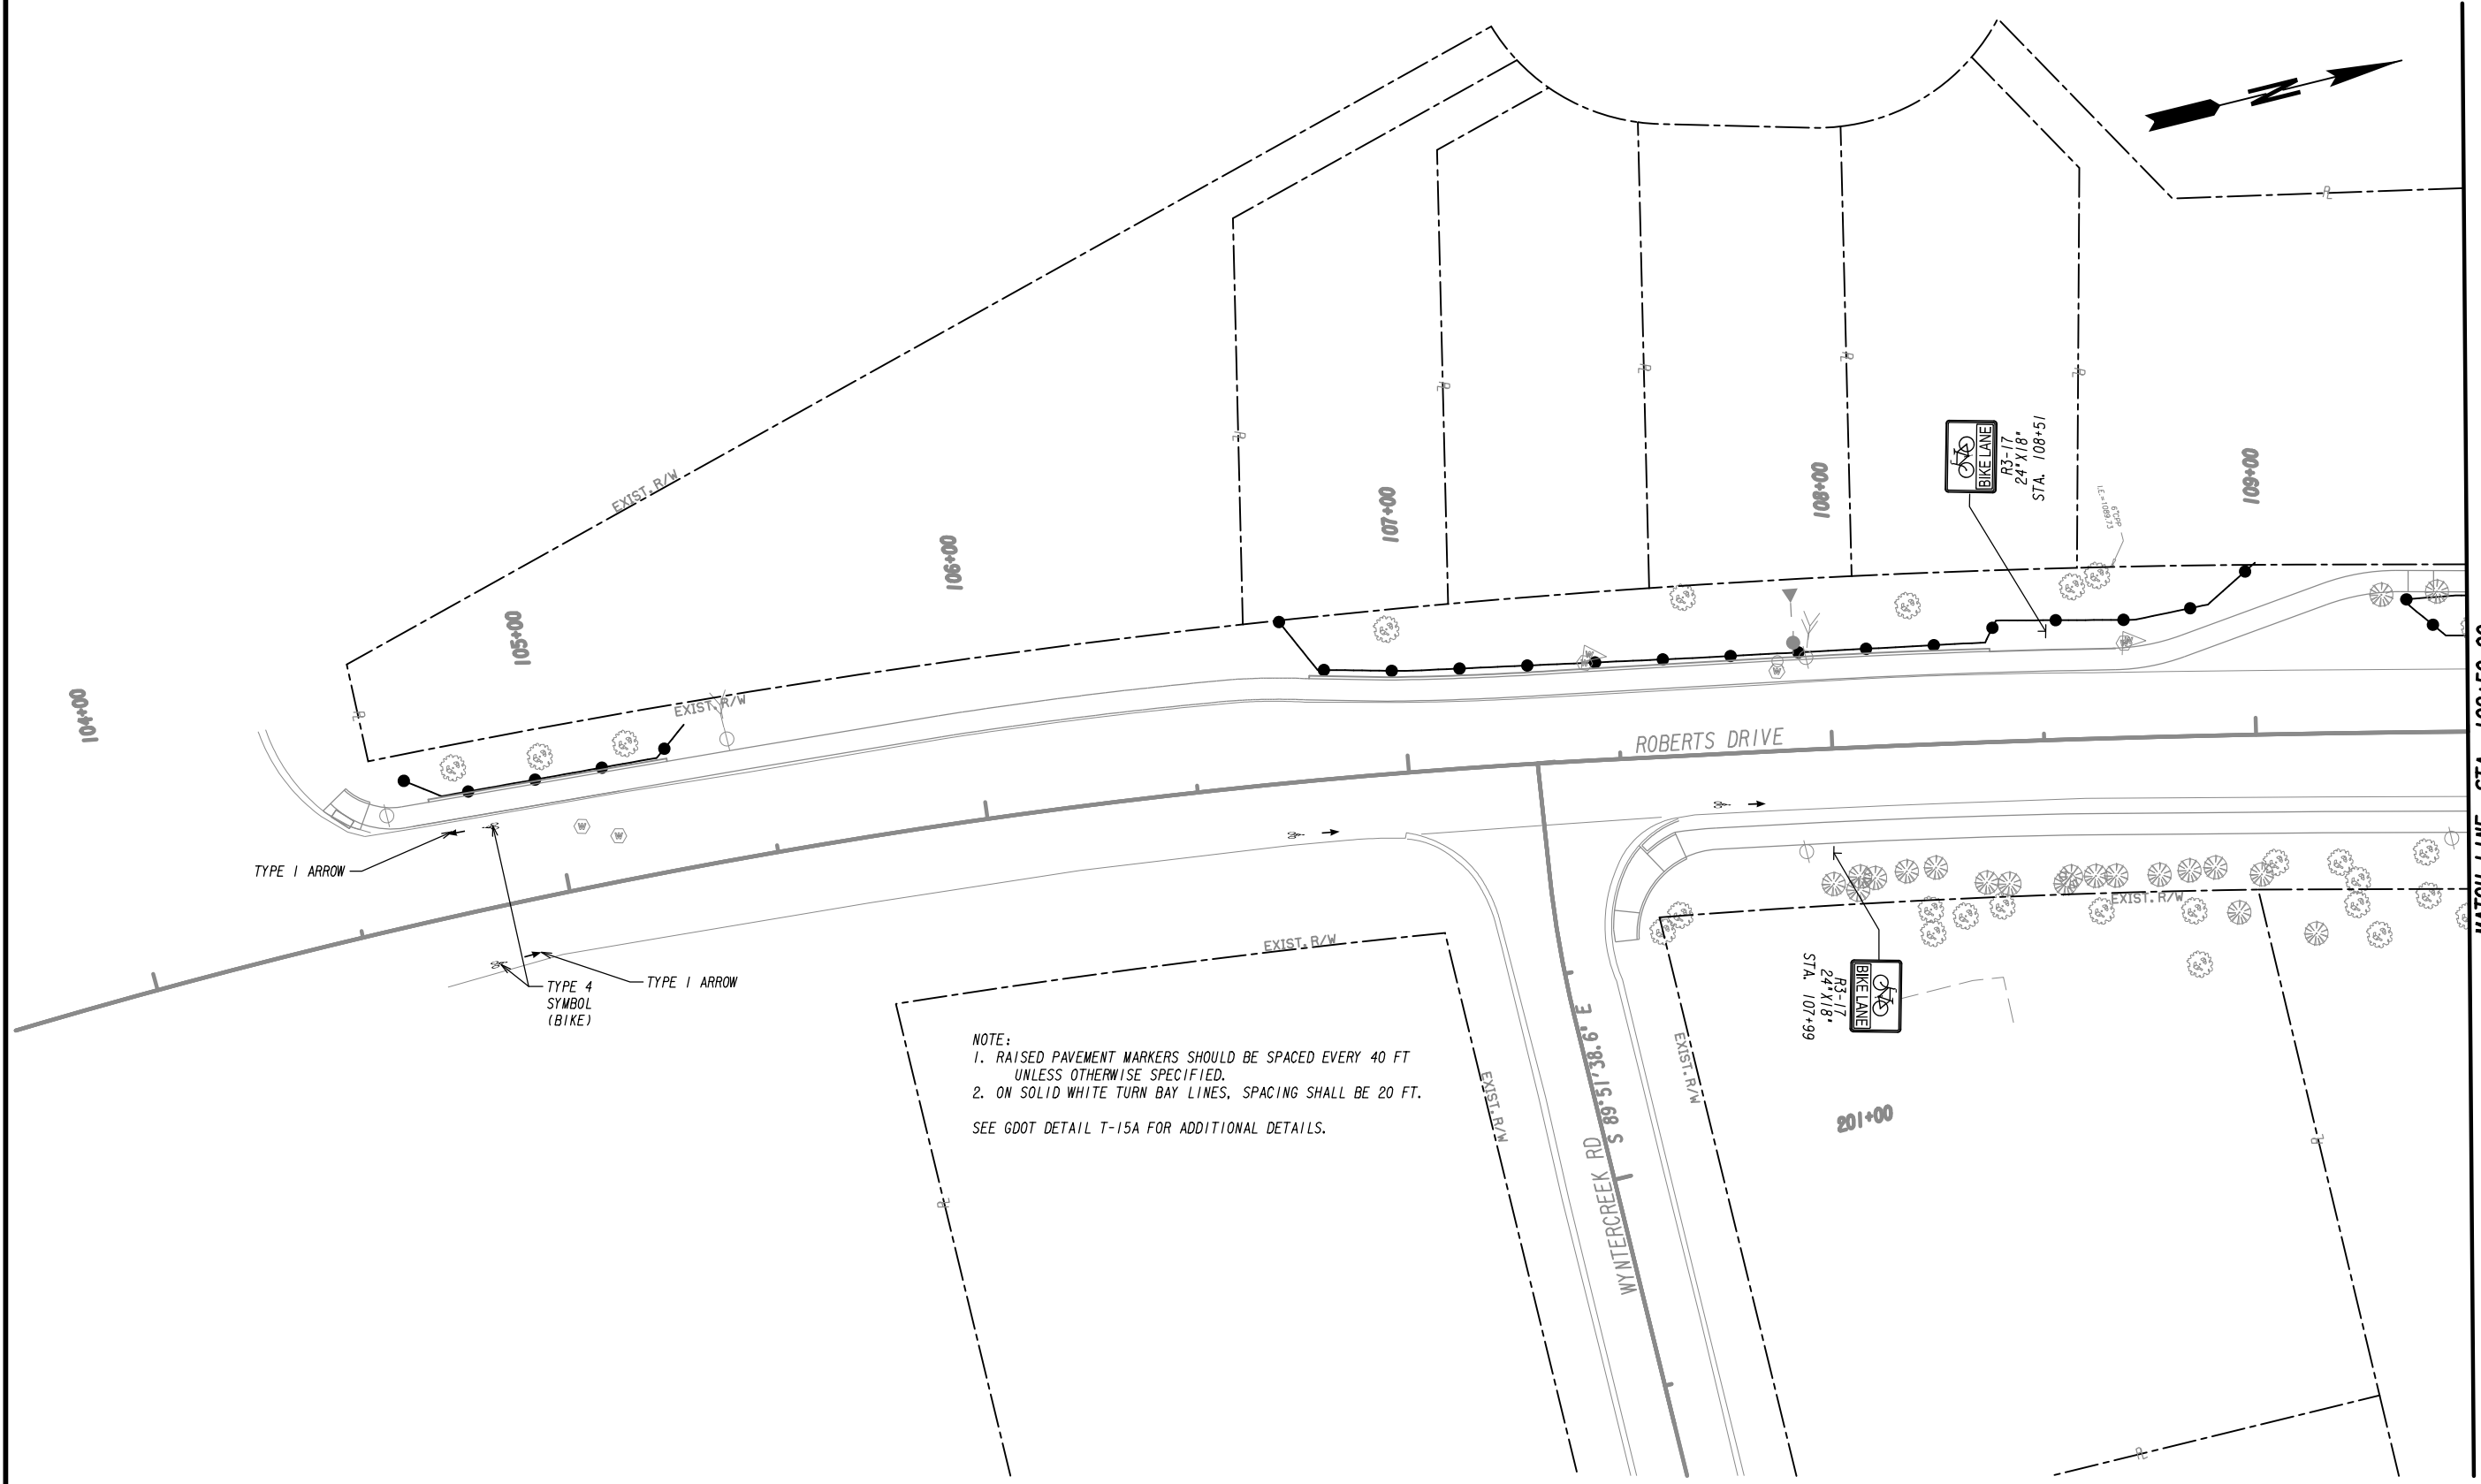 EXIST. R/W
104+00
105+00
106+00
107+00
108+00
109+00
BIKE LANE
R3-17
24"X18"
STA. 108+51
6"CPP
EXIST. R/W
ROBERTS DRIVE
TYPE 1 ARROW
TYPE 4
SYMBOL
(BIKE)
TYPE 1 ARROW
EXIST. R/W
NOTE:
1. RAISED PAVEMENT MARKERS SHOULD BE SPACED EVERY 40 FT
UNLESS OTHERWISE SPECIFIED.
2. ON SOLID WHITE TURN BAY LINES, SPACING SHALL BE 20 FT.
SEE GDOT DETAIL T-15A FOR ADDITIONAL DETAILS.
EXIST. R/W
WYNTERCREEK RD
S 89°51'38.6" E
EXIST. R/W
EXIST. R/W
BIKE LANE
R3-17
24"X18"
STA. 107+99
201+00
N